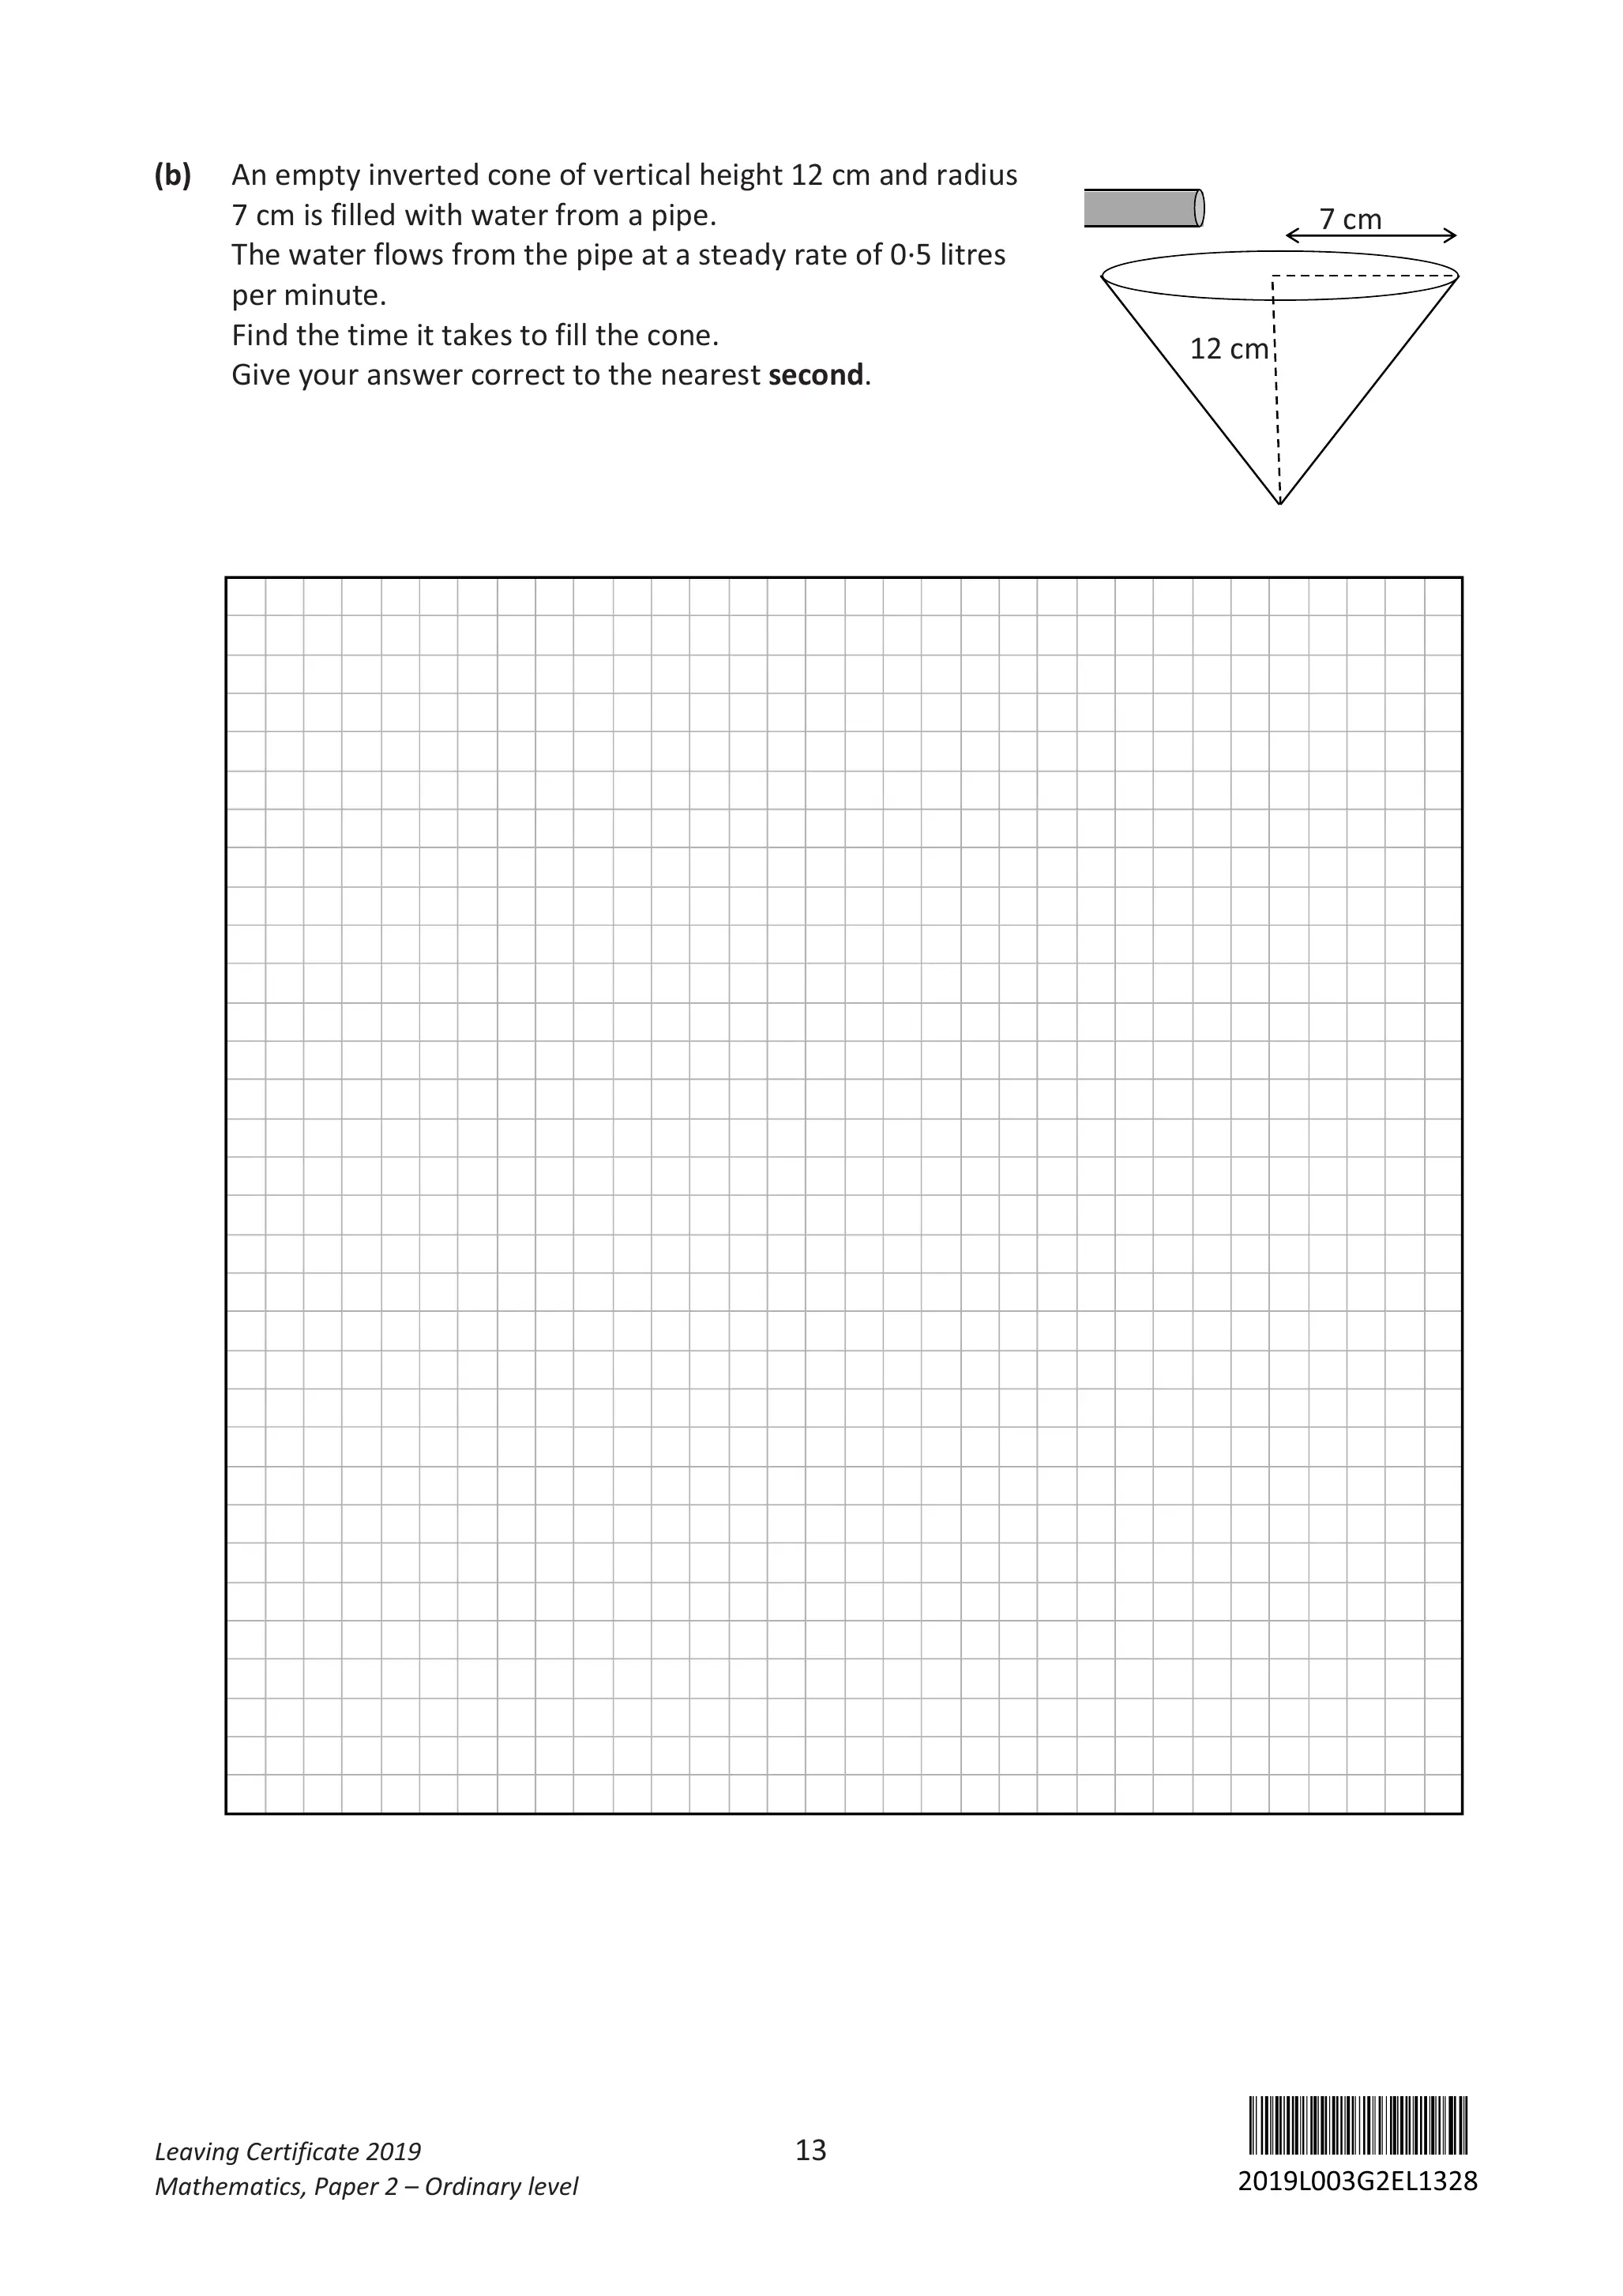 (b) An empty inverted cone of vertical height 12 cm and radius
7 cm is filled with water from a pipe.
The water flows from the pipe at a steady rate of 0·5 litres
per minute.
Find the time it takes to fill the cone.
Give your answer correct to the nearest second.
7 cm
12 cm
Leaving Certificate 2019
Mathematics, Paper 2 – Ordinary level
13
2019L003G2EL1328